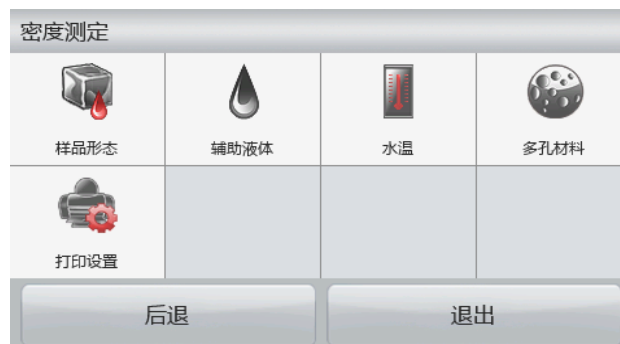 密度测定
样品形态
辅助液体
水温
多孔材料
打印设置
后退
退出